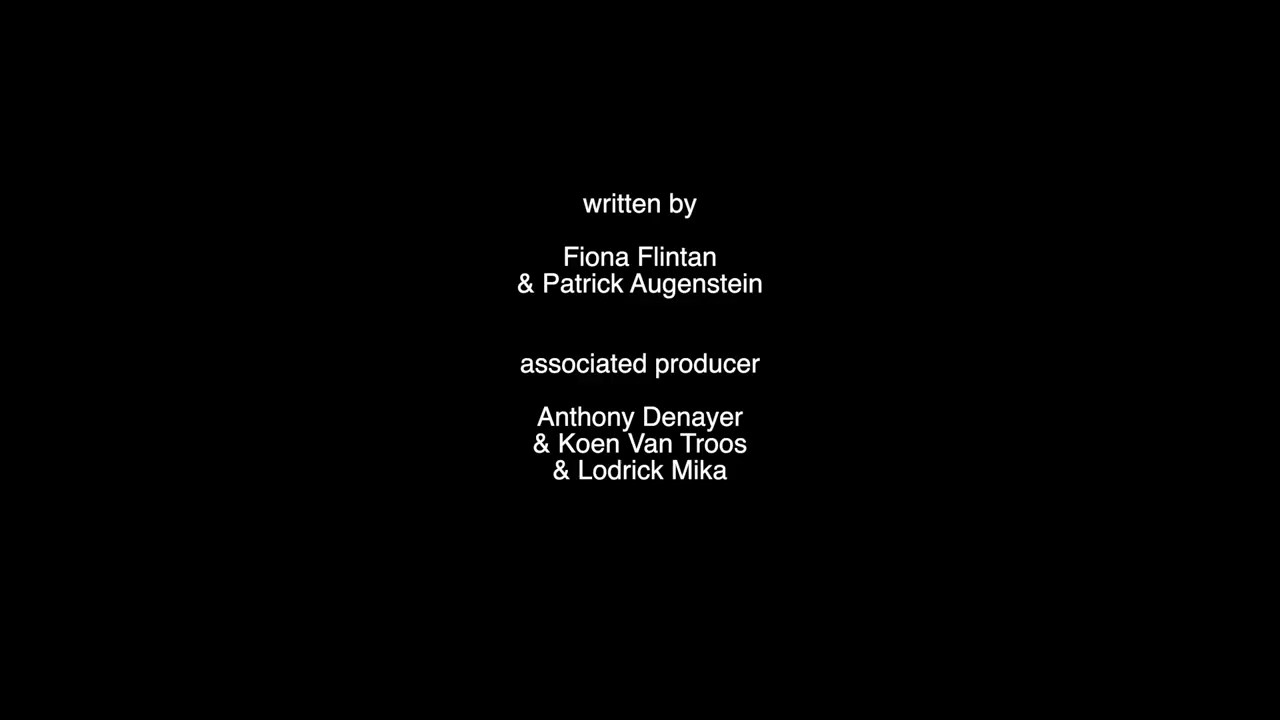 written by
Fiona Flintan
& Patrick Augenstein
associated producer
Anthony Denayer
& Koen Van Troos
& Lodrick Mika